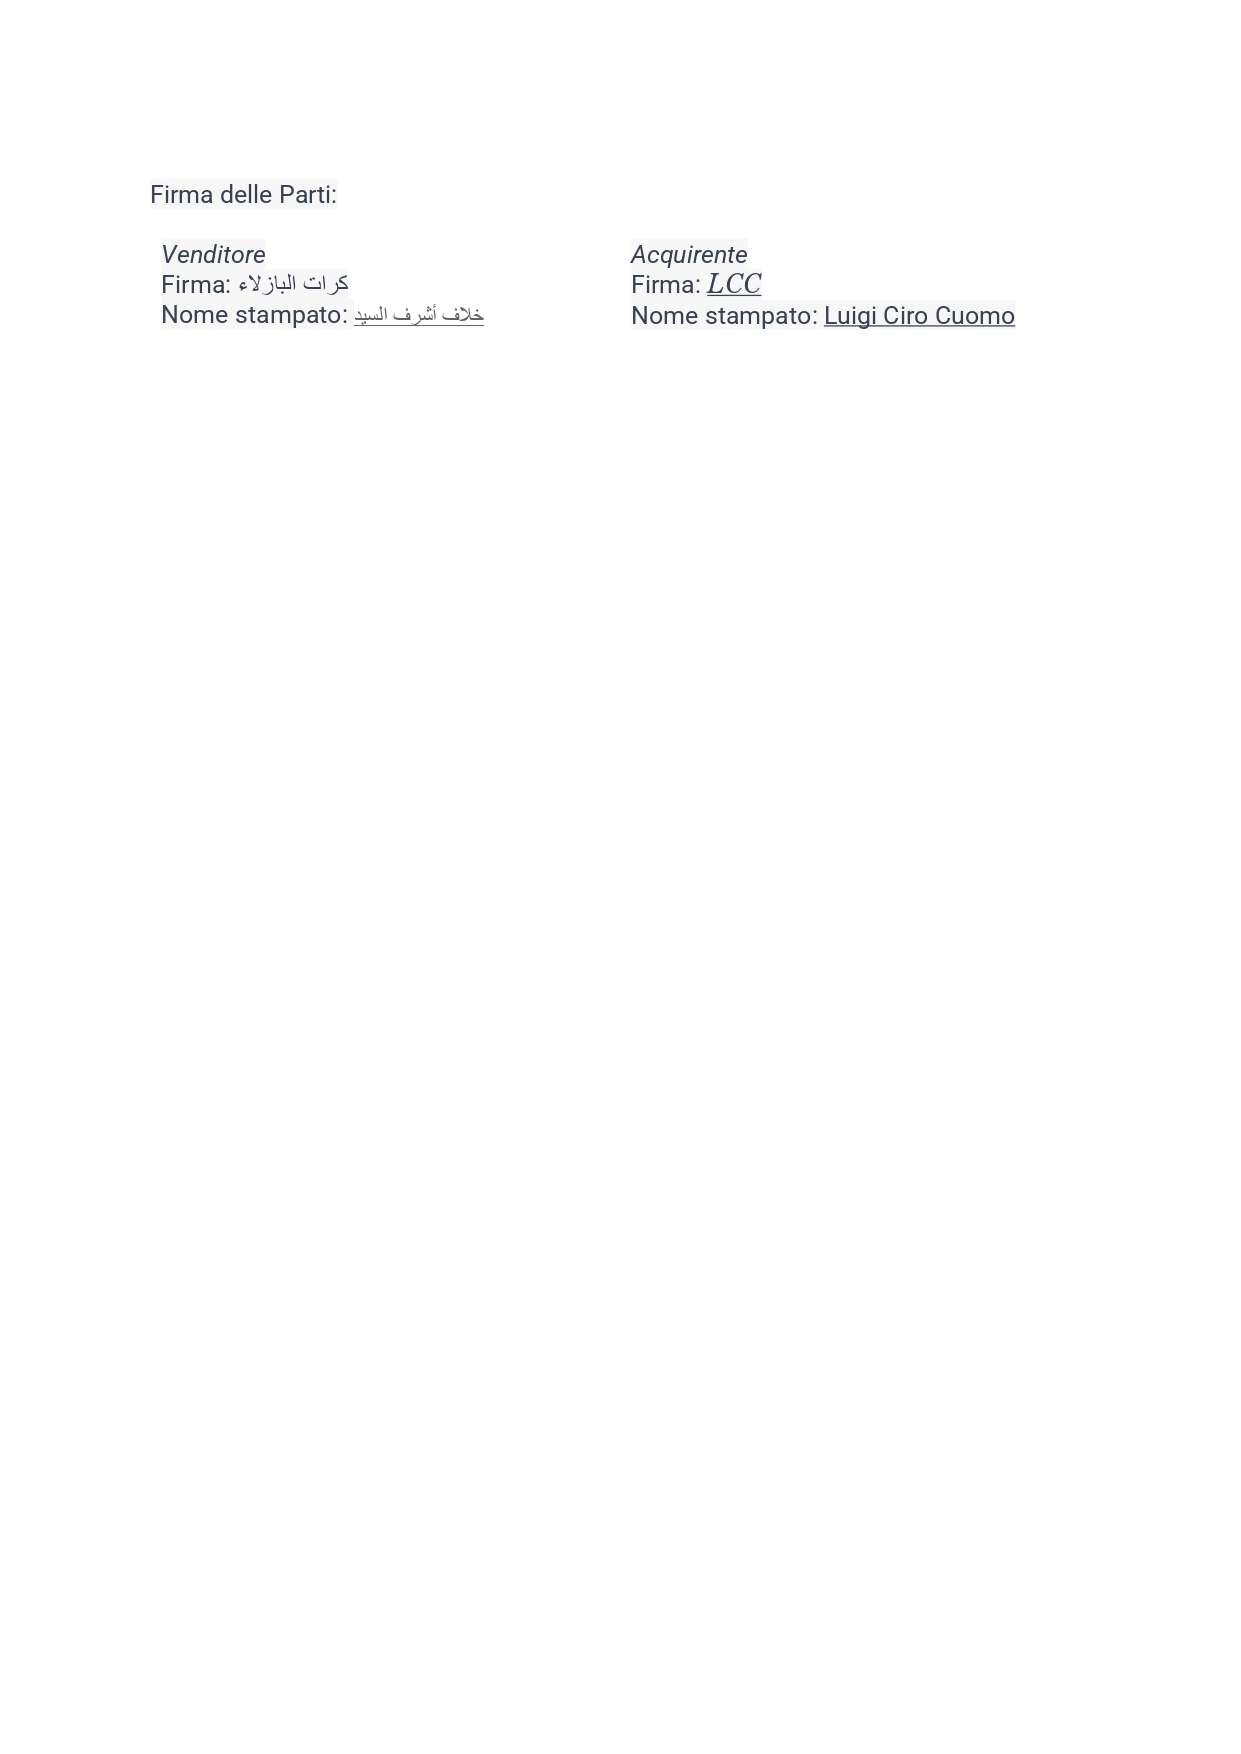 Firma delle Parti:
Venditore
Firma: كرات البازلاء
Nome stampato: خلاف أشرف السيد
Acquirente
Firma: LCC
Nome stampato: Luigi Ciro Cuomo